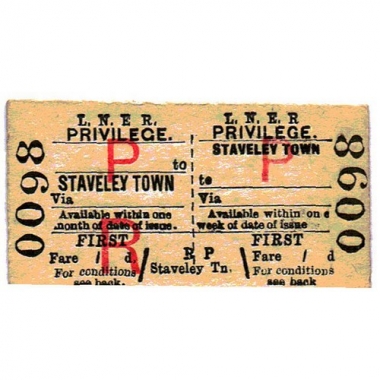 0098
L. N. E. R.
PRIVILEGE.
P
to
STAVELEY TOWN
Via
Available within one
month of date of issue.
FIRST
R
Fare / d.
For conditions
see back.
R P
Staveley Tn.
L. N. E. R
PRIVILEGE.
STAVELEY TOWN
P
to
Via
Available within one
week of date of issue
FIRST
Fare / d.
For conditions
see back.
0098